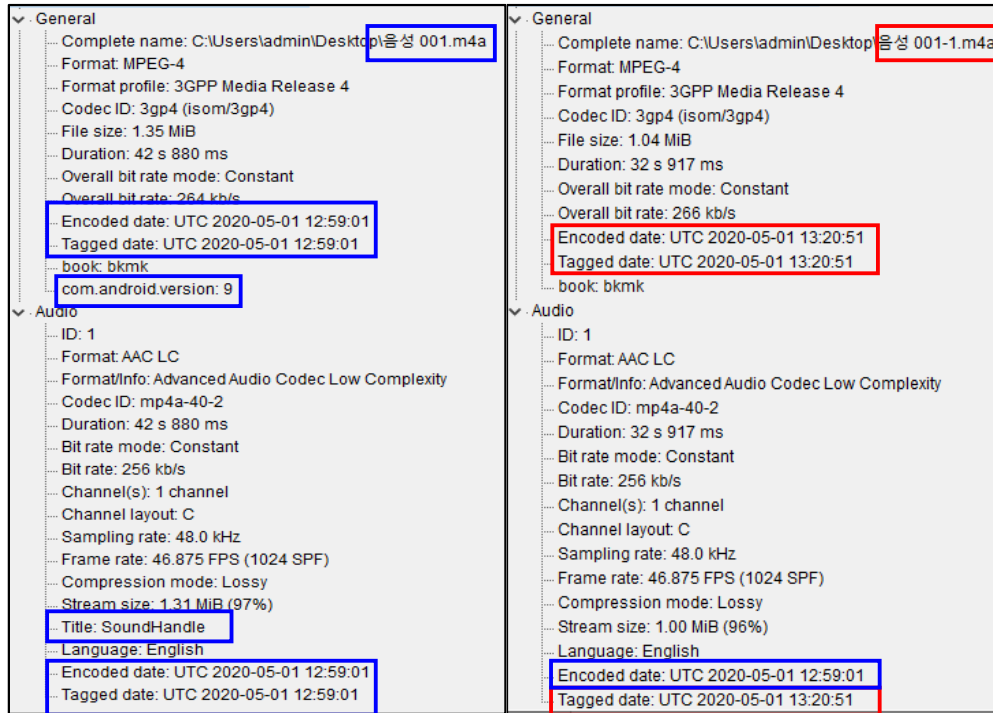 General
Complete name: C:\Users\admin\Desktop\음성 001.m4a
Format: MPEG-4
Format profile: 3GPP Media Release 4
Codec ID: 3gp4 (isom/3gp4)
File size: 1.35 MiB
Duration: 42 s 880 ms
Overall bit rate mode: Constant
Overall bit rate: 264 kb/s
Encoded date: UTC 2020-05-01 12:59:01
Tagged date: UTC 2020-05-01 12:59:01
book: bkmk
com.android.version: 9
Audio
ID: 1
Format: AAC LC
Format/Info: Advanced Audio Codec Low Complexity
Codec ID: mp4a-40-2
Duration: 42 s 880 ms
Bit rate mode: Constant
Bit rate: 256 kb/s
Channel(s): 1 channel
Channel layout: C
Sampling rate: 48.0 kHz
Frame rate: 46.875 FPS (1024 SPF)
Compression mode: Lossy
Stream size: 1.31 MiB (97%)
Title: SoundHandle
Language: English
Encoded date: UTC 2020-05-01 12:59:01
Tagged date: UTC 2020-05-01 12:59:01
General
Complete name: C:\Users\admin\Desktop\음성 001-1.m4a
Format: MPEG-4
Format profile: 3GPP Media Release 4
Codec ID: 3gp4 (isom/3gp4)
File size: 1.04 MiB
Duration: 32 s 917 ms
Overall bit rate mode: Constant
Overall bit rate: 266 kb/s
Encoded date: UTC 2020-05-01 13:20:51
Tagged date: UTC 2020-05-01 13:20:51
book: bkmk
Audio
ID: 1
Format: AAC LC
Format/Info: Advanced Audio Codec Low Complexity
Codec ID: mp4a-40-2
Duration: 32 s 917 ms
Bit rate mode: Constant
Bit rate: 256 kb/s
Channel(s): 1 channel
Channel layout: C
Sampling rate: 48.0 kHz
Frame rate: 46.875 FPS (1024 SPF)
Compression mode: Lossy
Stream size: 1.00 MiB (96%)
Language: English
Encoded date: UTC 2020-05-01 12:59:01
Tagged date: UTC 2020-05-01 13:20:51